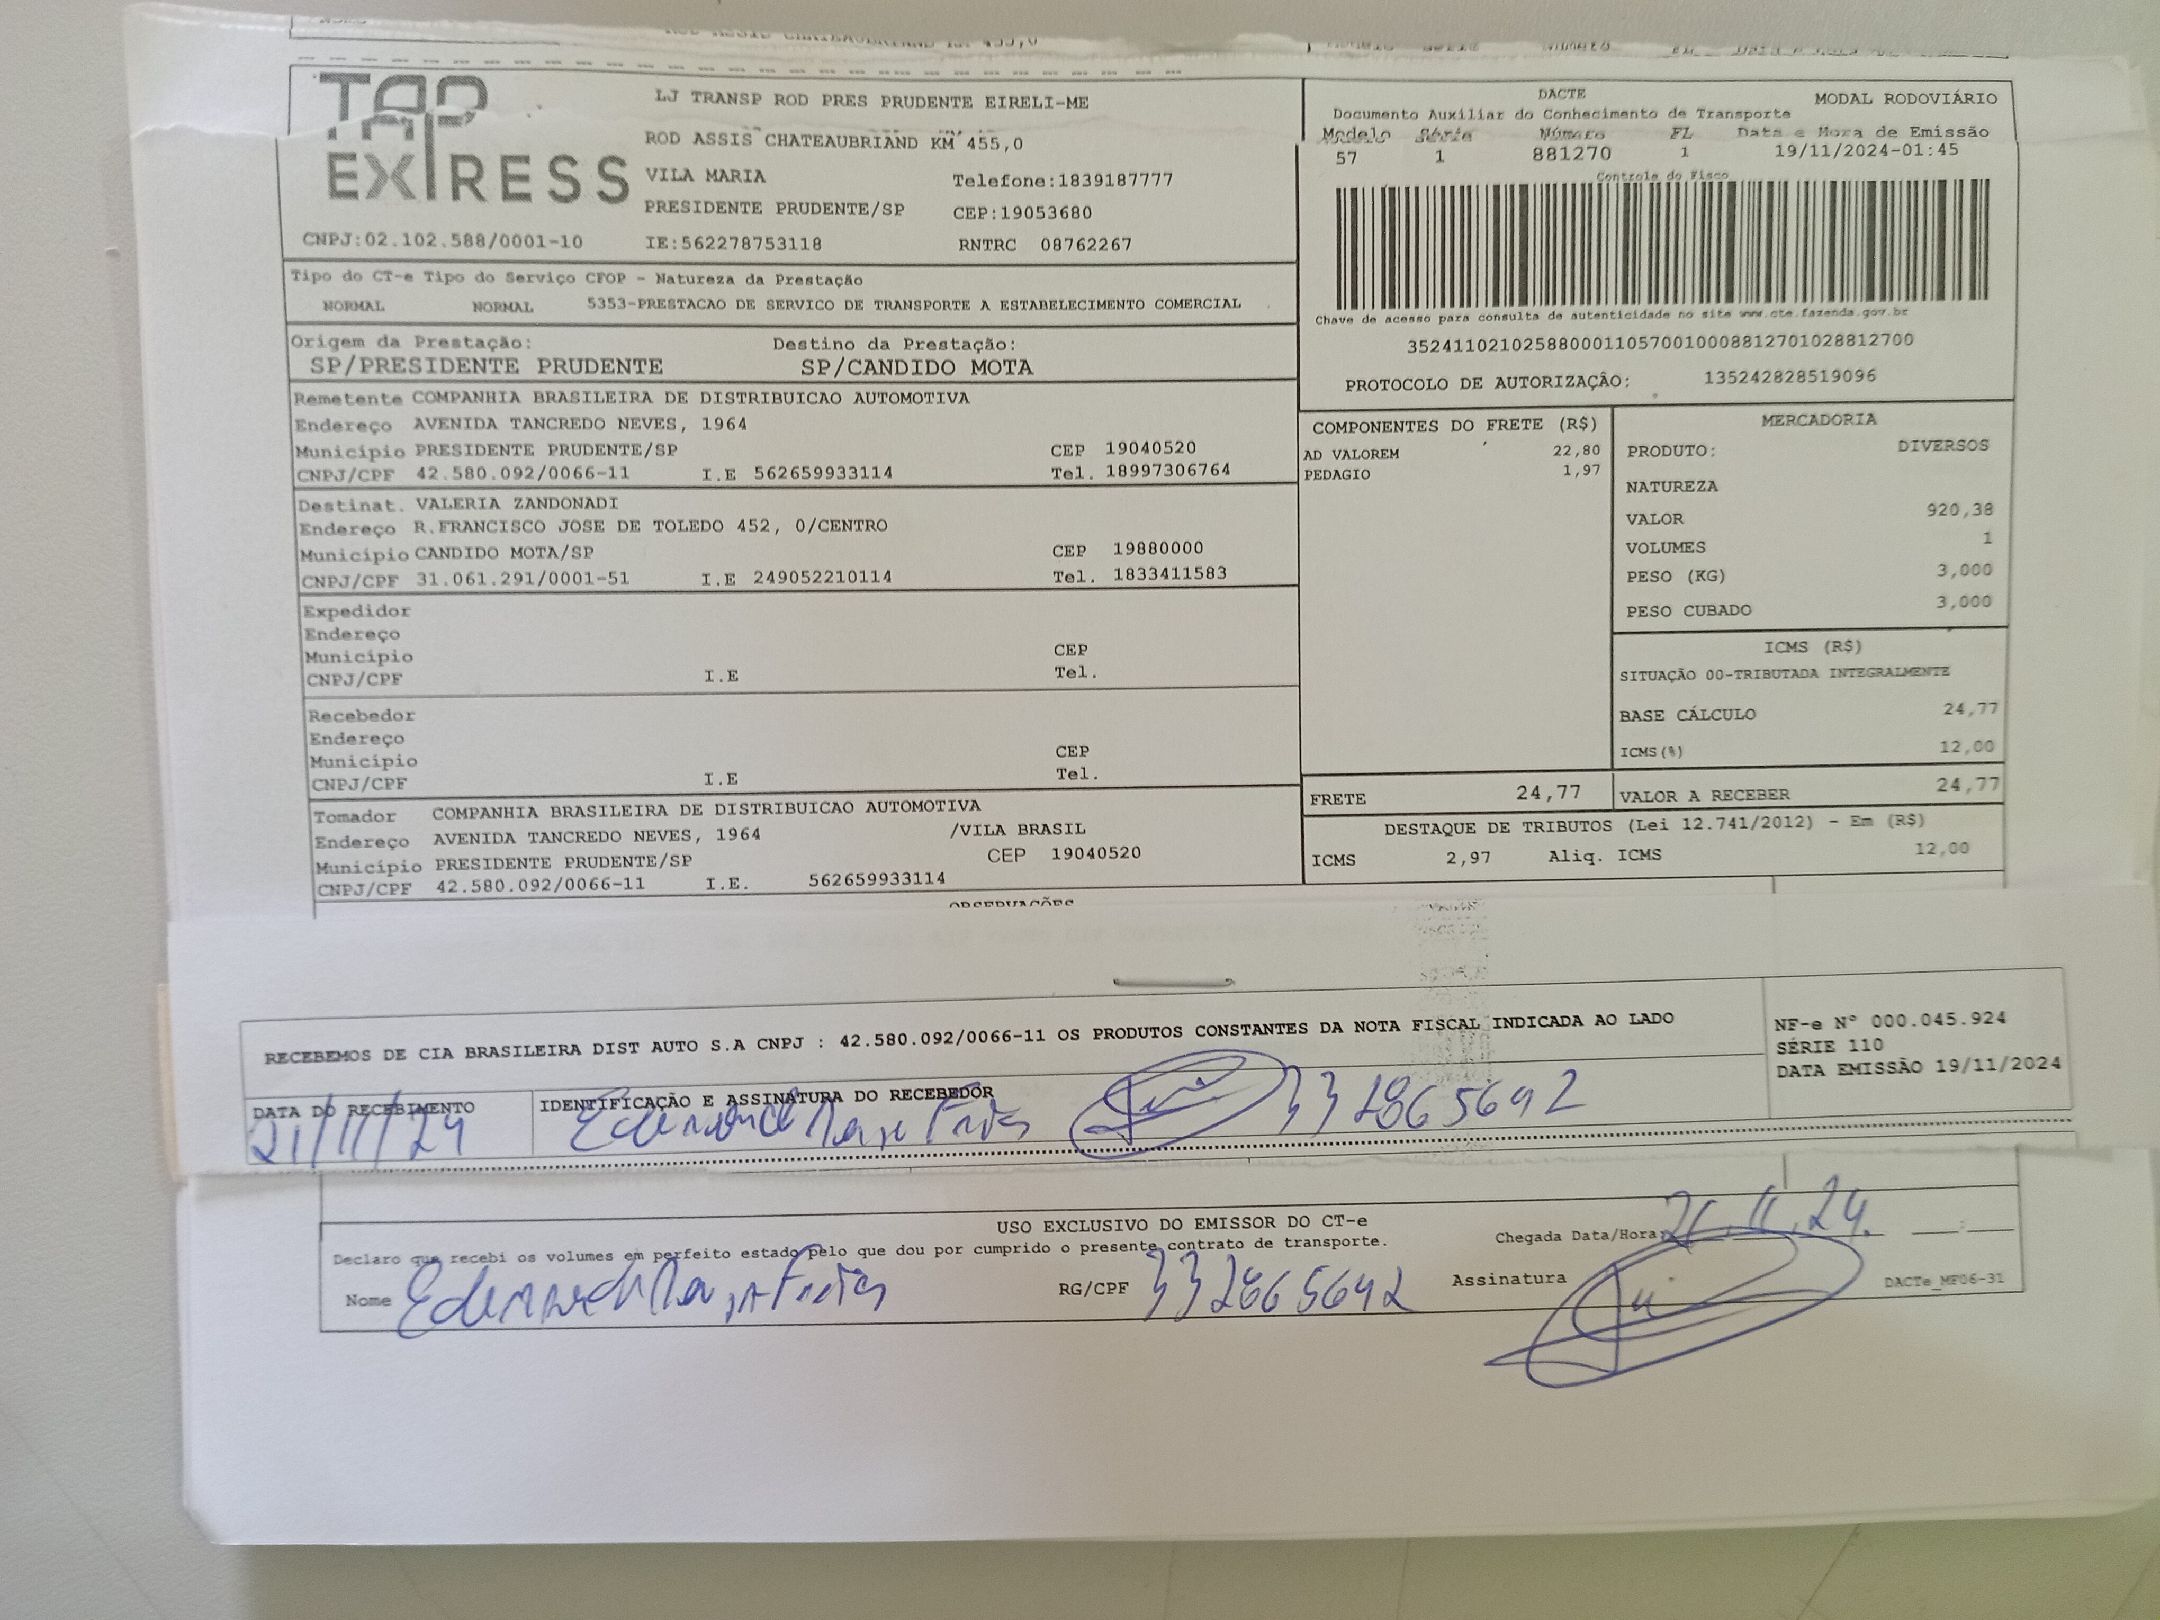 ROD ASSIS CHATEAUBRIAND KM 455,0
Modelo Série Número FL Data e Hora de
TAP EXPRESS
LJ TRANSP ROD PRES PRUDENTE EIRELI-ME
ROD ASSIS CHATEAUBRIAND KM 455,0
VILA MARIA Telefone:1839187777
PRESIDENTE PRUDENTE/SP CEP:19053680
CNPJ:02.102.588/0001-10 IE:562278753118 RNTRC 08762267
DACTE MODAL RODOVIÁRIO
Documento Auxiliar do Conhecimento de Transporte
Modelo Série Número FL Data e Hora de Emissão
57 1 881270 1 19/11/2024-01:45
Controle do Fisco
Chave de acesso para consulta de autenticidade no site www.cte.fazenda.gov.br
35241102102588000110570010008812701028812700
PROTOCOLO DE AUTORIZAÇÃO: 135242828519096
Tipo do CT-e Tipo do Serviço CFOP - Natureza da Prestação
NORMAL NORMAL 5353-PRESTACAO DE SERVICO DE TRANSPORTE A ESTABELECIMENTO COMERCIAL
Origem da Prestação: Destino da Prestação:
SP/PRESIDENTE PRUDENTE SP/CANDIDO MOTA
Remetente COMPANHIA BRASILEIRA DE DISTRIBUICAO AUTOMOTIVA
Endereço AVENIDA TANCREDO NEVES, 1964
Município PRESIDENTE PRUDENTE/SP CEP 19040520
CNPJ/CPF 42.580.092/0066-11 I.E 562659933114 Tel. 18997306764
Destinat. VALERIA ZANDONADI
Endereço R.FRANCISCO JOSE DE TOLEDO 452, 0/CENTRO
Município CANDIDO MOTA/SP CEP 19880000
CNPJ/CPF 31.061.291/0001-51 I.E 249052210114 Tel. 1833411583
Expedidor
Endereço
Município CEP
CNPJ/CPF I.E Tel.
Recebedor
Endereço
Município CEP
CNPJ/CPF I.E Tel.
Tomador COMPANHIA BRASILEIRA DE DISTRIBUICAO AUTOMOTIVA
Endereço AVENIDA TANCREDO NEVES, 1964 /VILA BRASIL
Município PRESIDENTE PRUDENTE/SP CEP 19040520
CNPJ/CPF 42.580.092/0066-11 I.E. 562659933114
COMPONENTES DO FRETE (R$)
AD VALOREM 22,80
PEDAGIO 1,97
MERCADORIA
PRODUTO: DIVERSOS
NATUREZA
VALOR 920,38
VOLUMES 1
PESO (KG) 3,000
PESO CUBADO 3,000
ICMS (R$)
SITUAÇÃO 00-TRIBUTADA INTEGRALMENTE
BASE CÁLCULO 24,77
ICMS(%) 12,00
FRETE 24,77 VALOR A RECEBER 24,77
DESTAQUE DE TRIBUTOS (Lei 12.741/2012) - Em (R$)
ICMS 2,97 Aliq. ICMS 12,00
OBSERVAÇÕES
RECEBEMOS DE CIA BRASILEIRA DIST AUTO S.A CNPJ : 42.580.092/0066-11 OS PRODUTOS CONSTANTES DA NOTA FISCAL INDICADA AO LADO
NF-e N° 000.045.924
SÉRIE 110
DATA EMISSÃO 19/11/2024
DATA DO RECEBIMENTO IDENTIFICAÇÃO E ASSINATURA DO RECEBEDOR
21/11/24 332865692
USO EXCLUSIVO DO EMISSOR DO CT-e
Declaro que recebi os volumes em perfeito estado pelo que dou por cumprido o presente contrato de transporte.
Chegada Data/Hora: 21.11.24. __:__
Nome RG/CPF 332865692 Assinatura DACTe_MF06-31